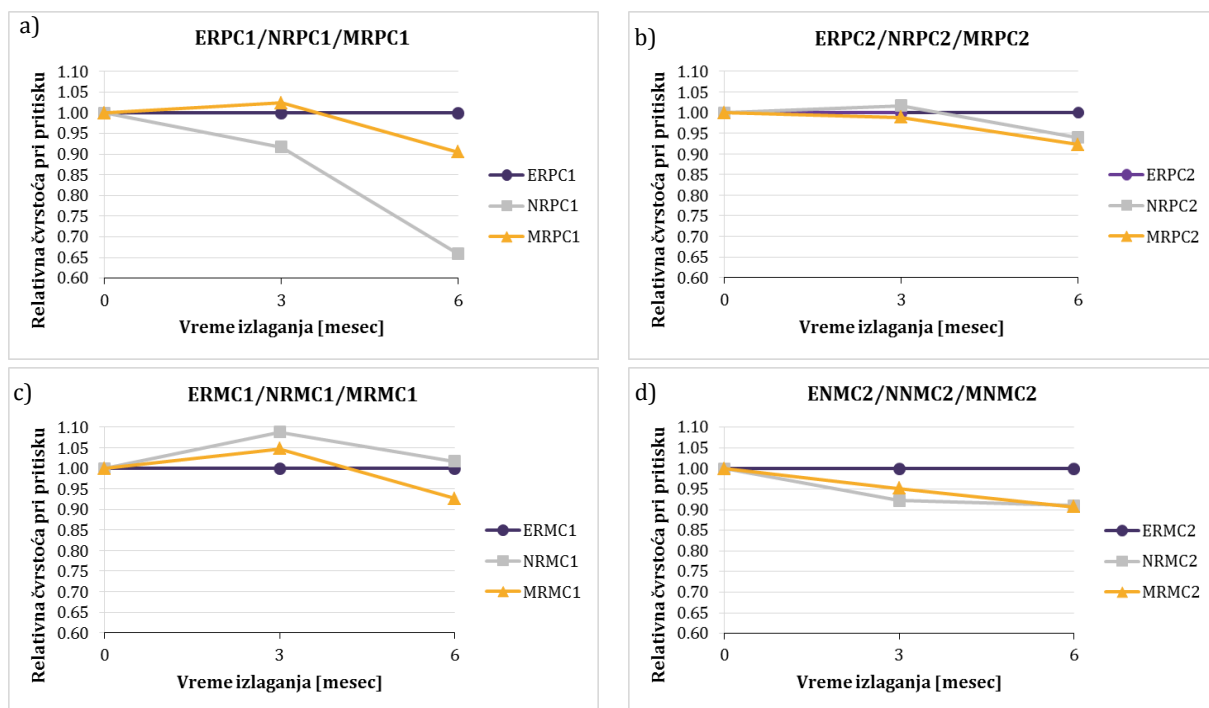 a)
ERPC1/NRPC1/MRPC1
Relativna čvrstoća pri pritisku
1.10
1.05
1.00
0.95
0.90
0.85
0.80
0.75
0.70
0.65
0.60
0
3
6
Vreme izlaganja [mesec]
ERPC1
NRPC1
MRPC1
b)
ERPC2/NRPC2/MRPC2
Relativna čvrstoća pri pritisku
1.10
1.05
1.00
0.95
0.90
0.85
0.80
0.75
0.70
0.65
0.60
0
3
6
Vreme izlaganja [mesec]
ERPC2
NRPC2
MRPC2
c)
ERMC1/NRMC1/MRMC1
Relativna čvrstoća pri pritisku
1.10
1.05
1.00
0.95
0.90
0.85
0.80
0.75
0.70
0.65
0.60
0
3
6
Vreme izlaganja [mesec]
ERMC1
NRMC1
MRMC1
d)
ENMC2/NNMC2/MNMC2
Relativna čvrstoća pri pritisku
1.10
1.05
1.00
0.95
0.90
0.85
0.80
0.75
0.70
0.65
0.60
0
3
6
Vreme izlaganja [mesec]
ERMC2
NRMC2
MRMC2